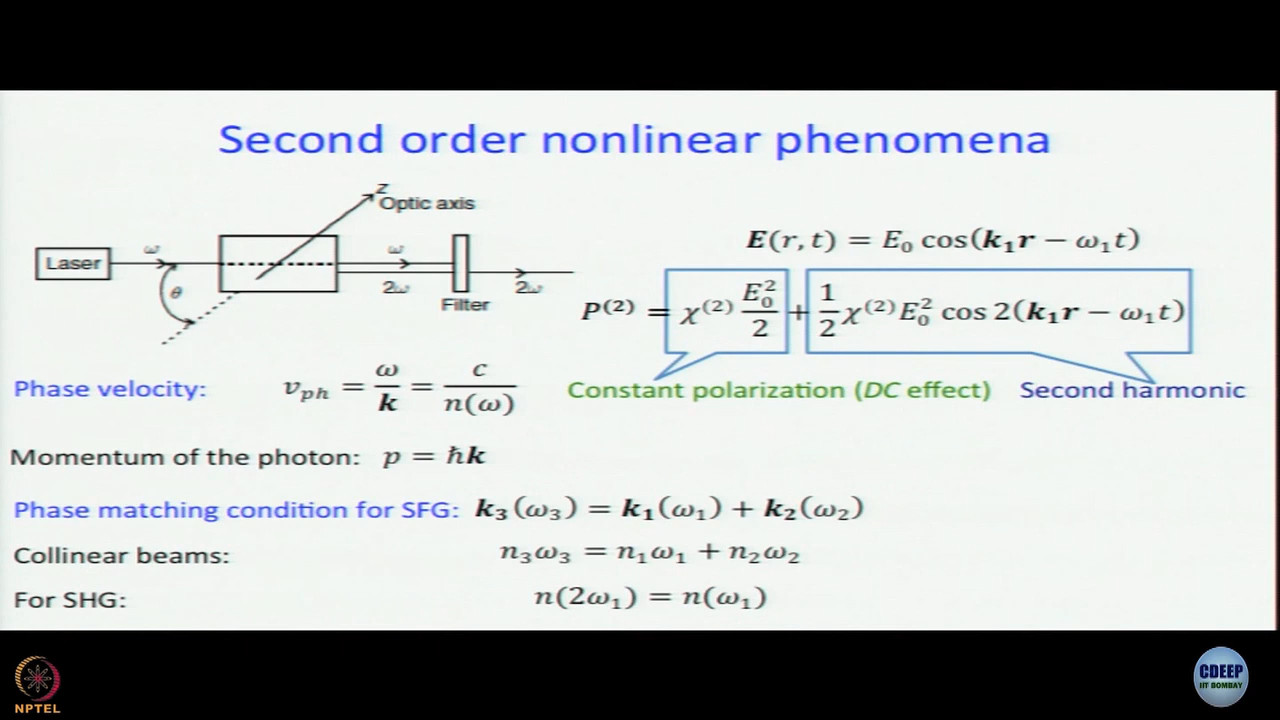 Second order nonlinear phenomena
z
Optic axis
Laser
ω
θ
ω
2ω
Filter
2ω
E(r, t) = E₀ cos(k₁r − ω₁t)
P⁽²⁾ = χ⁽²⁾ E₀²/2 + 1/2 χ⁽²⁾E₀² cos 2(k₁r − ω₁t)
Constant polarization (DC effect) Second harmonic
Phase velocity: v_ph = ω/k = c/n(ω)
Momentum of the photon: p = ℏk
Phase matching condition for SFG: k₃(ω₃) = k₁(ω₁) + k₂(ω₂)
Collinear beams: n₃ω₃ = n₁ω₁ + n₂ω₂
For SHG: n(2ω₁) = n(ω₁)
NPTEL
CDEEP
IIT BOMBAY